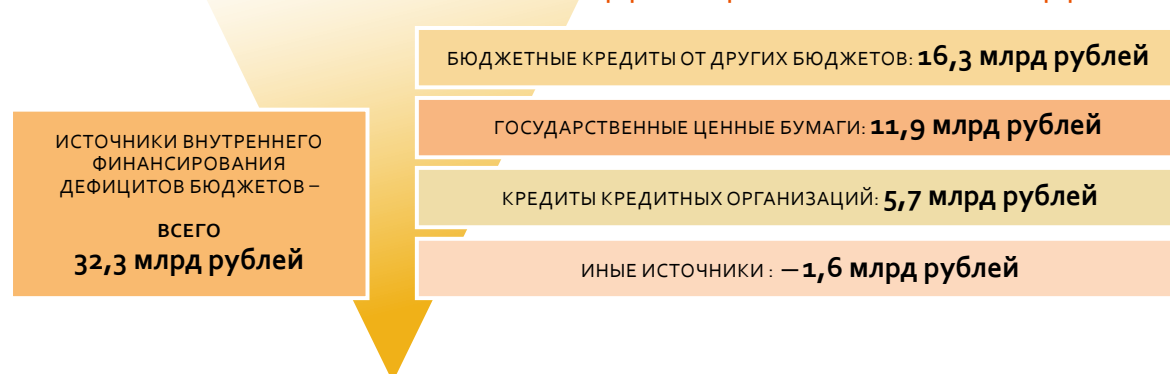 БЮДЖЕТНЫЕ КРЕДИТЫ ОТ ДРУГИХ БЮДЖЕТОВ: 16,3 млрд рублей
ГОСУДАРСТВЕННЫЕ ЦЕННЫЕ БУМАГИ: 11,9 млрд рублей
КРЕДИТЫ КРЕДИТНЫХ ОРГАНИЗАЦИЙ: 5,7 млрд рублей
ИНЫЕ ИСТОЧНИКИ : –1,6 млрд рублей
ИСТОЧНИКИ ВНУТРЕННЕГО
ФИНАНСИРОВАНИЯ
ДЕФИЦИТОВ БЮДЖЕТОВ –
ВСЕГО
32,3 млрд рублей